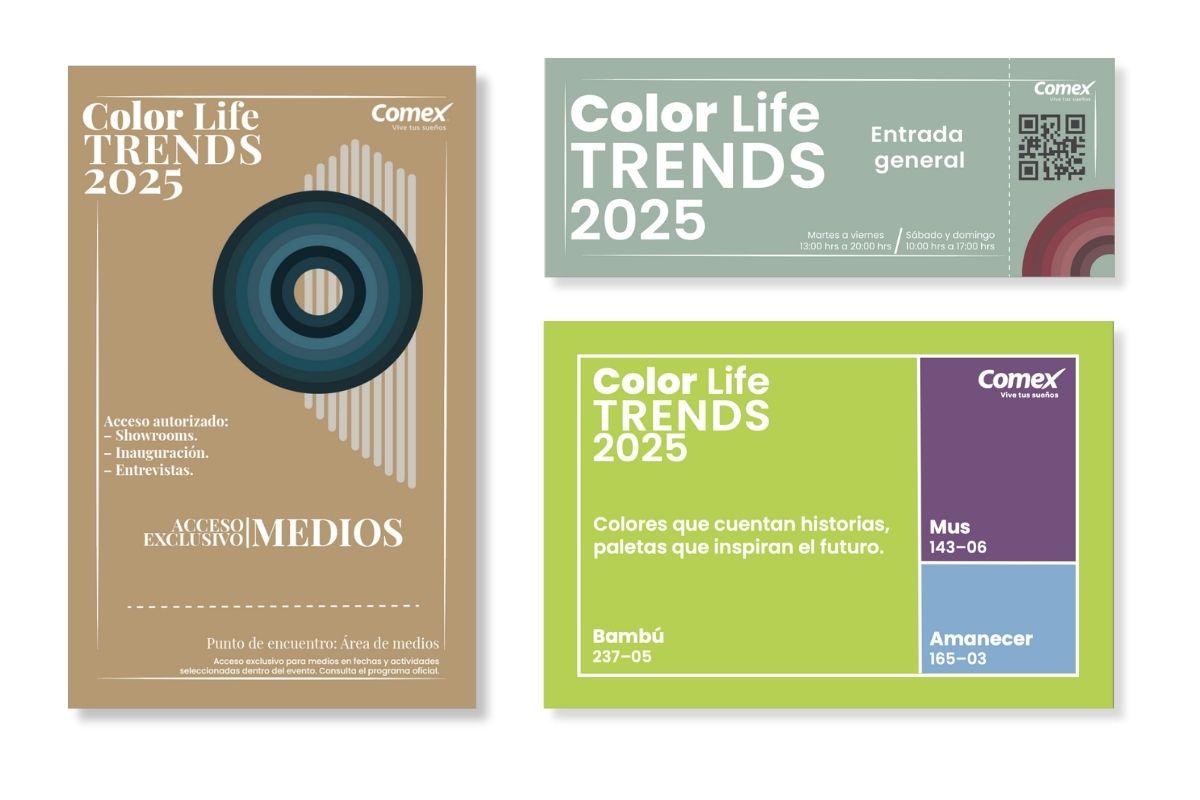 Color Life
TRENDS
2025
Comex
Vive tus sueños
Acceso autorizado:
– Showrooms.
– Inauguración.
– Entrevistas.
ACCESO
EXCLUSIVO
MEDIOS
Punto de encuentro: Área de medios
Acceso exclusivo para medios en fechas y actividades
seleccionadas dentro del evento. Consulta el programa oficial.
Color Life
TRENDS
2025
Entrada
general
Martes a viernes
13:00 hrs a 20:00 hrs
Sábado y domingo
10:00 hrs a 17:00 hrs
Comex
Vive tus sueños
Color Life
TRENDS
2025
Colores que cuentan historias,
paletas que inspiran el futuro.
Bambú
237–05
Comex
Vive tus sueños
Mus
143–06
Amanecer
165–03